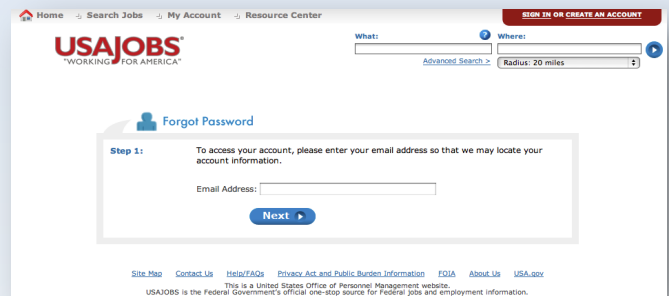 Home Search Jobs My Account Resource Center SIGN IN OR CREATE AN ACCOUNT
USAJOBS®
"WORKING FOR AMERICA"
What: ? Where:
Advanced Search > Radius: 20 miles
Forgot Password
Step 1: To access your account, please enter your email address so that we may locate your
account information.
Email Address:
Next
Site Map Contact Us Help/FAQs Privacy Act and Public Burden Information FOIA About Us USA.gov
This is a United States Office of Personnel Management website.
USAJOBS is the Federal Government's official one-stop source for Federal jobs and employment information.